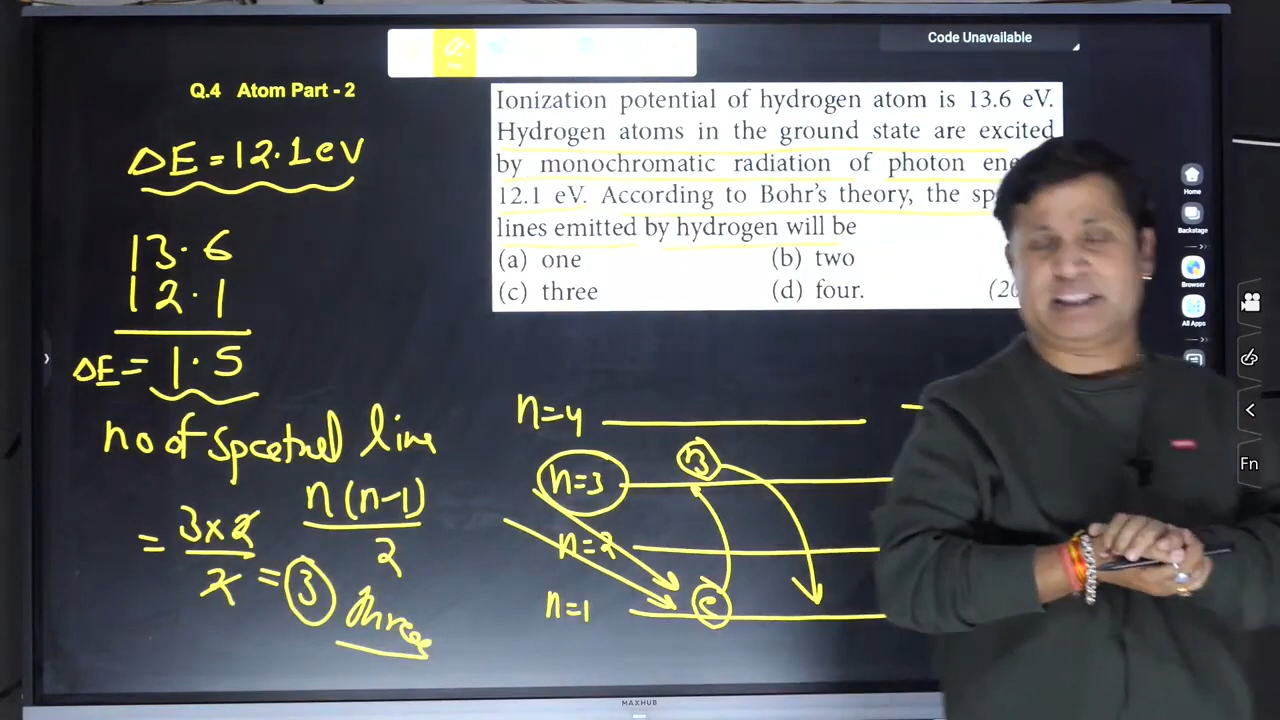 Code Unavailable
Q.4 Atom Part - 2
ΔE = 12.1 eV
13.6
12.1
ΔE = 1.5
no of spcetral line
n(n-1)
2
= 3×2
2
= 3 three
Ionization potential of hydrogen atom is 13.6 eV.
Hydrogen atoms in the ground state are excited
by monochromatic radiation of photon
12.1 eV. According to Bohr's theory, the
lines emitted by hydrogen will be
(a) one (b) two
(c) three (d) four.
n=4
n=3
n=2
n=1
Home
Backstage
Browser
All Apps
Fn
MAXHUB